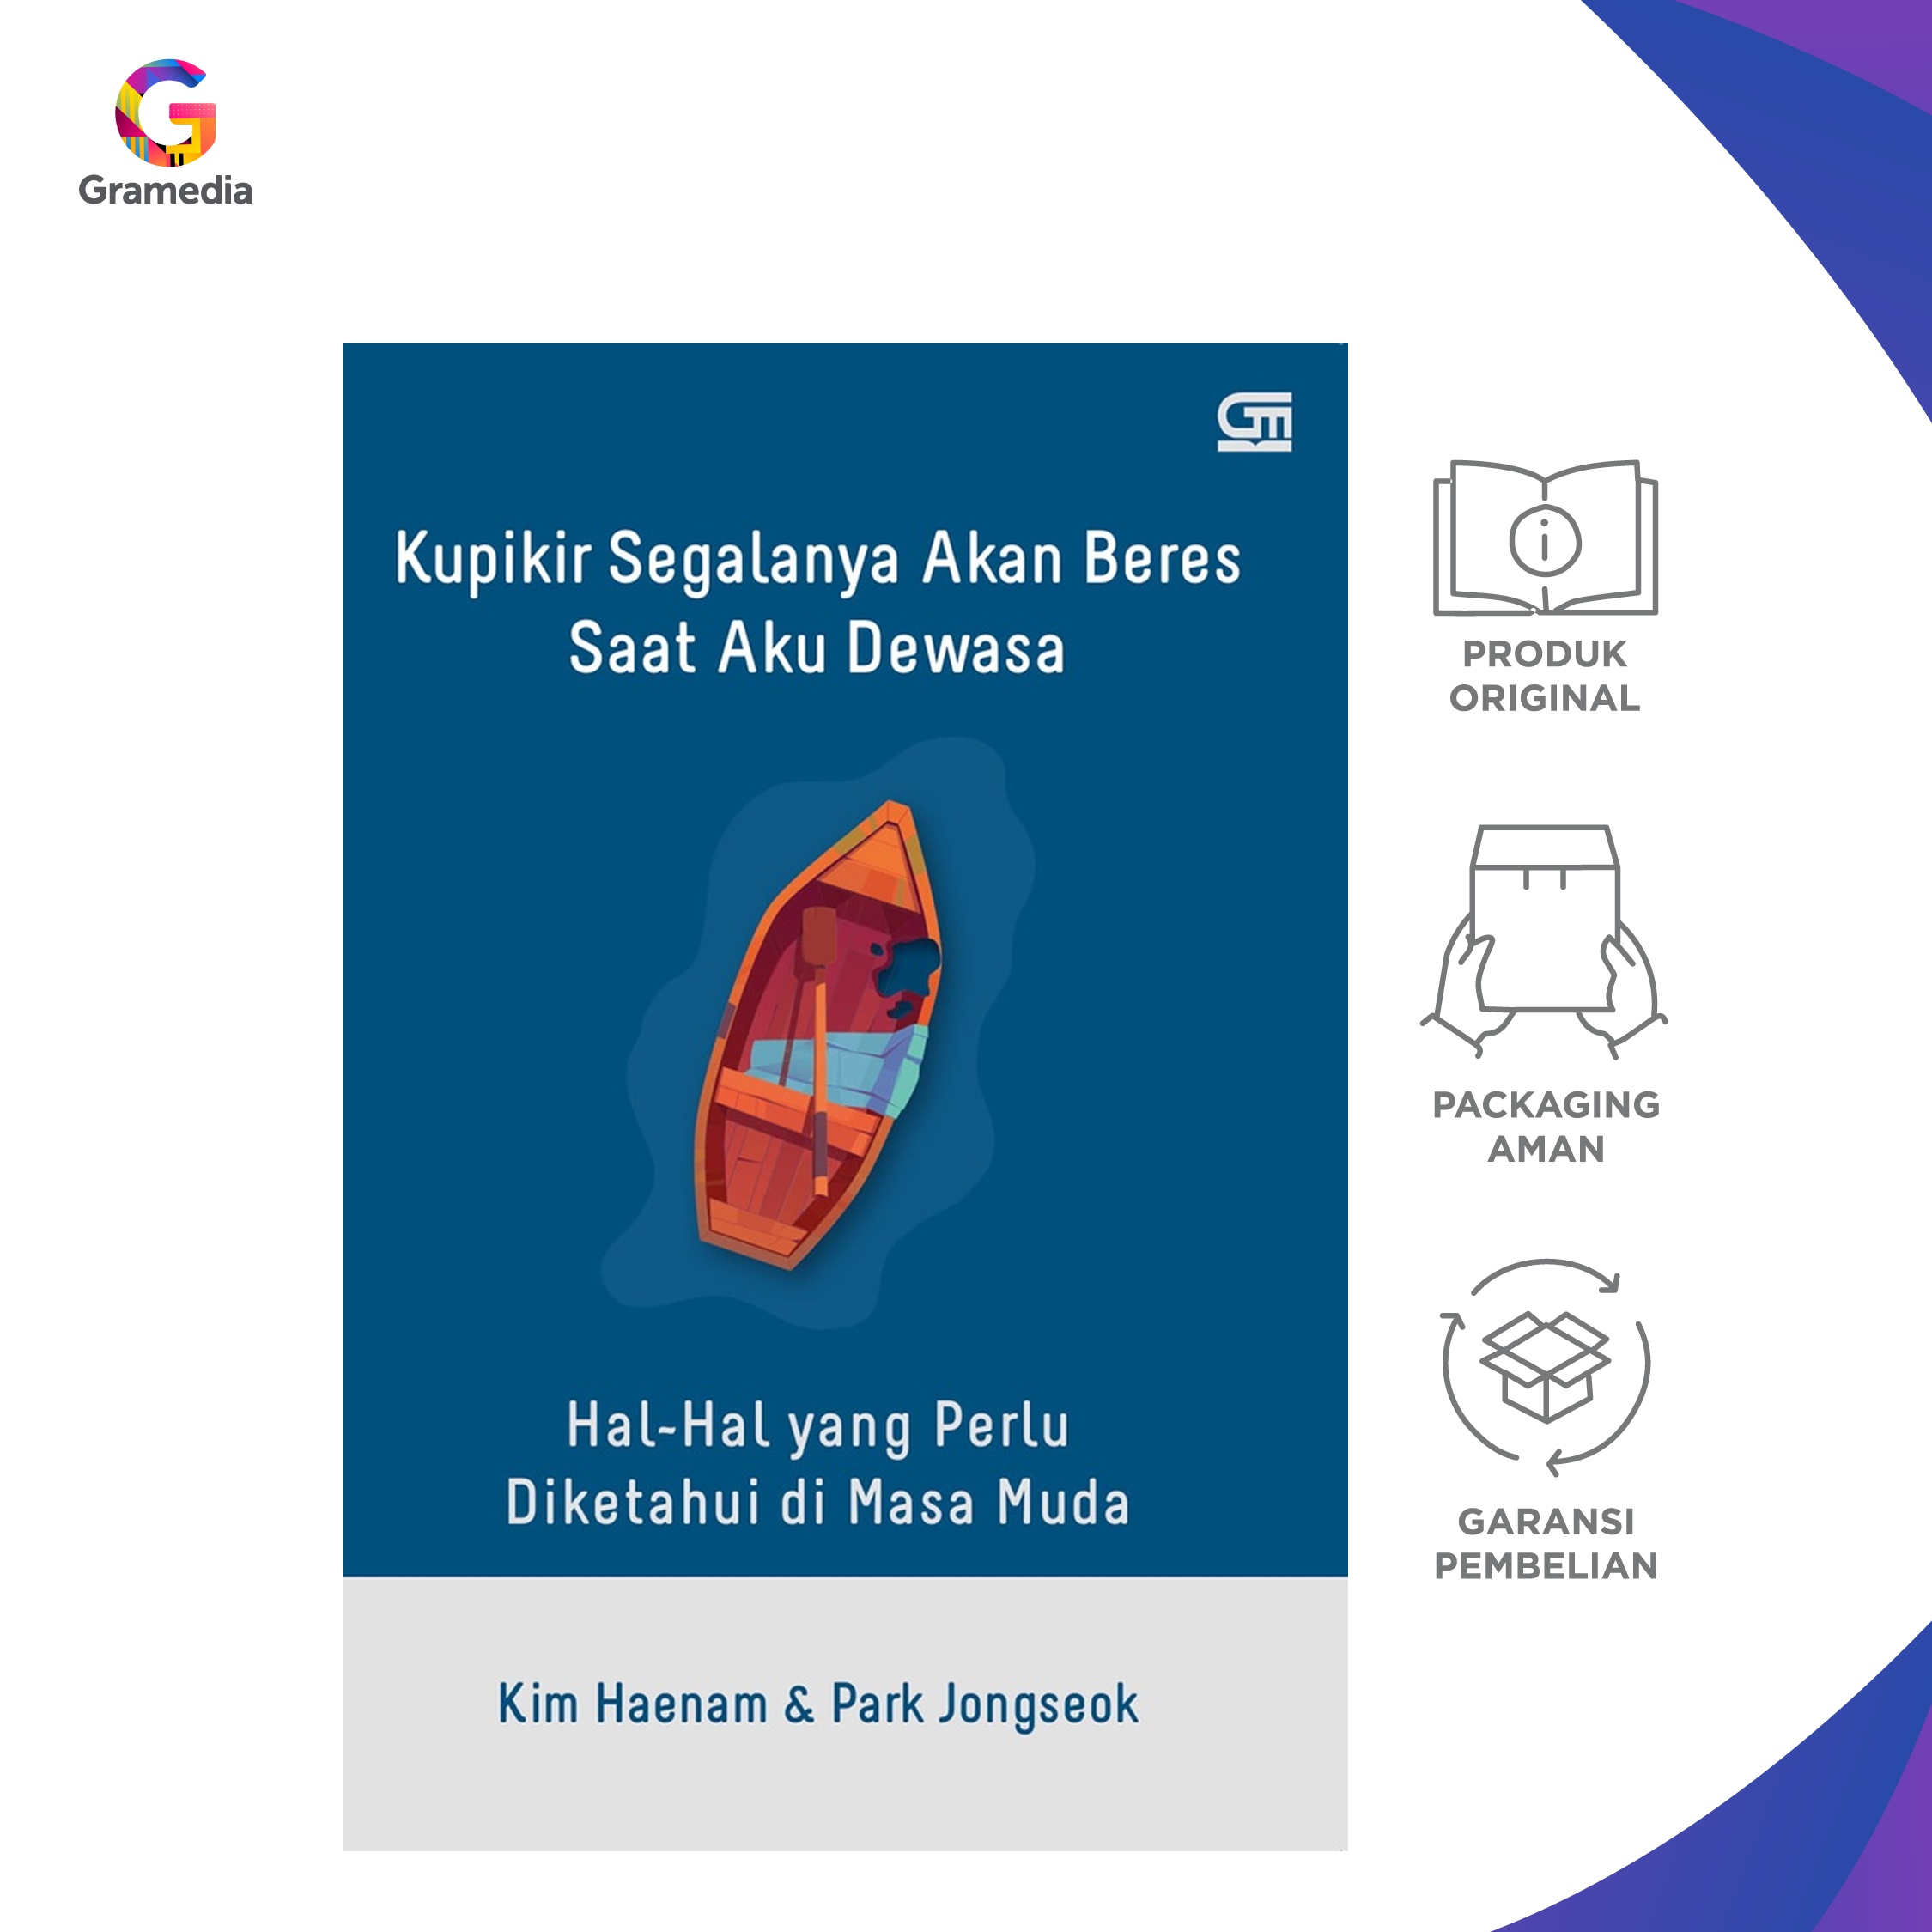 Gramedia
Kupikir Segalanya Akan Beres
Saat Aku Dewasa
Hal-Hal yang Perlu
Diketahui di Masa Muda
Kim Haenam & Park Jongseok
PRODUK
ORIGINAL
PACKAGING
AMAN
GARANSI
PEMBELIAN